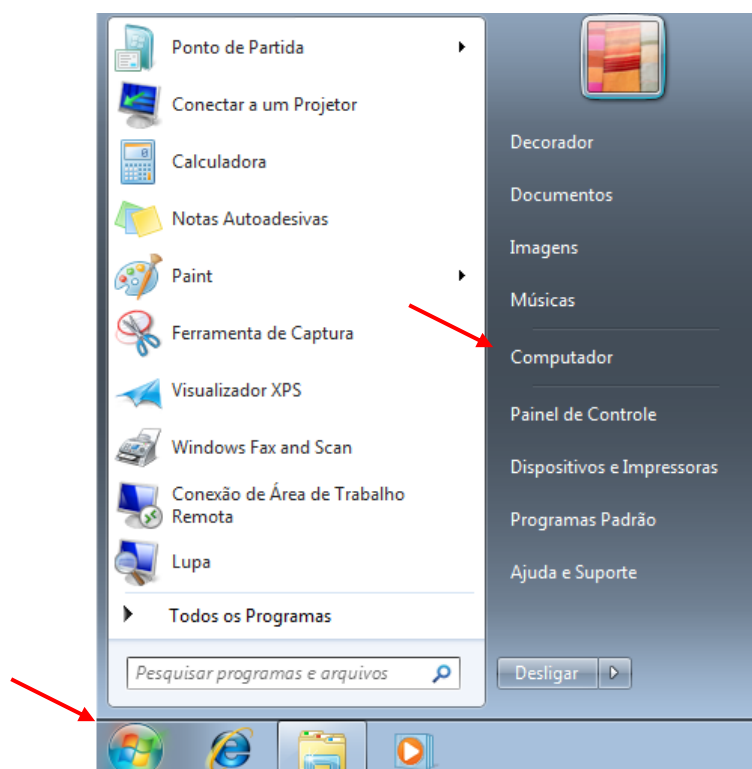 Ponto de Partida
Conectar a um Projetor
Calculadora
Notas Autoadesivas
Paint
Ferramenta de Captura
Visualizador XPS
Windows Fax and Scan
Conexão de Área de Trabalho
Remota
Lupa
Todos os Programas
Pesquisar programas e arquivos
Decorador
Documentos
Imagens
Músicas
Computador
Painel de Controle
Dispositivos e Impressoras
Programas Padrão
Ajuda e Suporte
Desligar